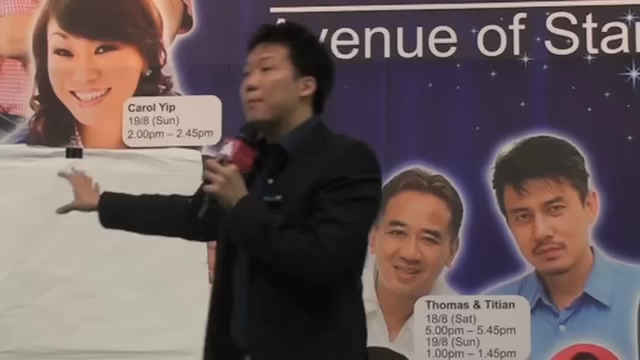 Avenue of Star
Carol Yip
19/8 (Sun)
2.00pm – 2.45pm
Thomas & Titian
18/8 (Sat)
5.00pm – 5.45pm
19/8 (Sun)
1.00pm – 1.45pm